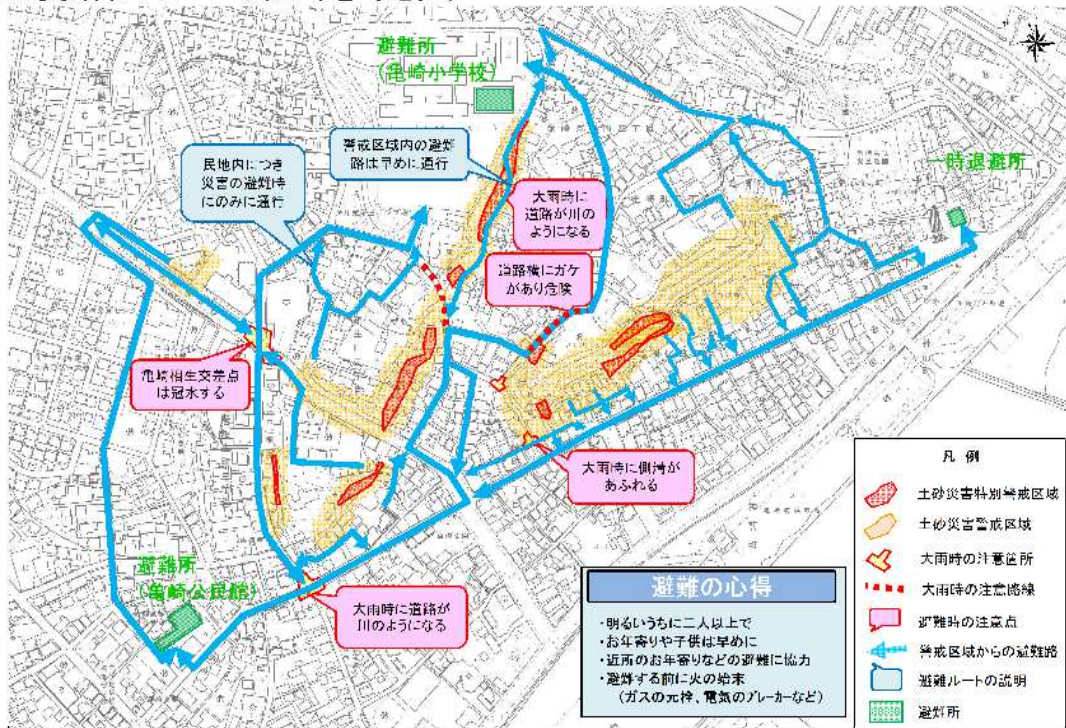 避難所
(亀崎小学校)
警戒区域内の避難
路は早めに通行
民地内につき
災害の避難時
にのみに通行
一時退避所
大雨時に
道路が川の
ようになる
道路横にガケ
があり危険
亀崎相生交差点
は冠水する
大雨時に側溝が
あふれる
避難所
(亀崎公民館)
大雨時に道路が
川のようになる
避難の心得
・明るいうちに二人以上で
・お年寄りや子供は早めに
・近所のお年寄りなどの避難に協力
・避難する前に火の始末
(ガスの元栓、電気のブレーカーなど)
凡例
土砂災害特別警戒区域
土砂災害警戒区域
大雨時の注意箇所
大雨時の注意路線
避難時の注意点
警戒区域からの避難路
避難ルートの説明
避難所